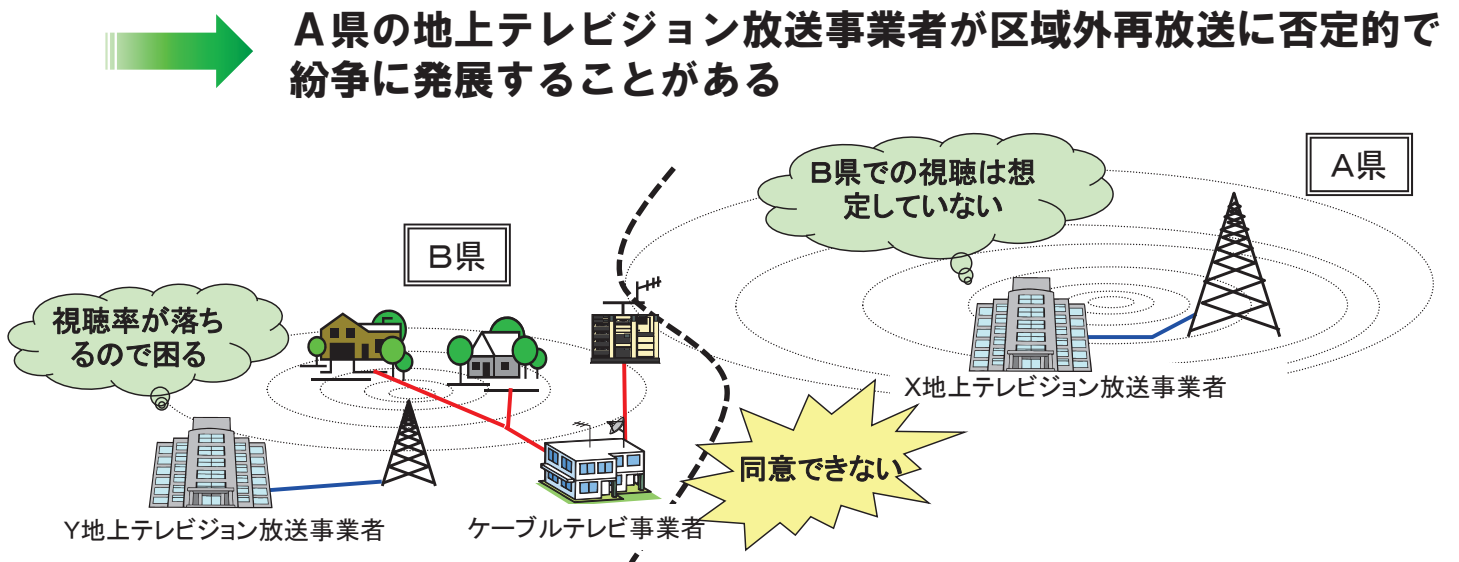 A県の地上テレビジョン放送事業者が区域外再放送に否定的で
紛争に発展することがある
A県
B県での視聴は想
定していない
B県
視聴率が落ち
るので困る
X地上テレビジョン放送事業者
同意できない
Y地上テレビジョン放送事業者
ケーブルテレビ事業者